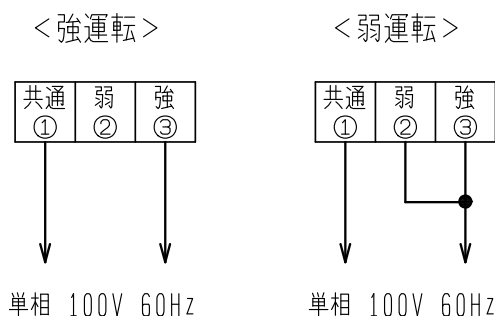 ＜強運転＞
共通 弱 強
① ② ③
単相 100V 60Hz
＜弱運転＞
共通 弱 強
① ② ③
単相 100V 60Hz